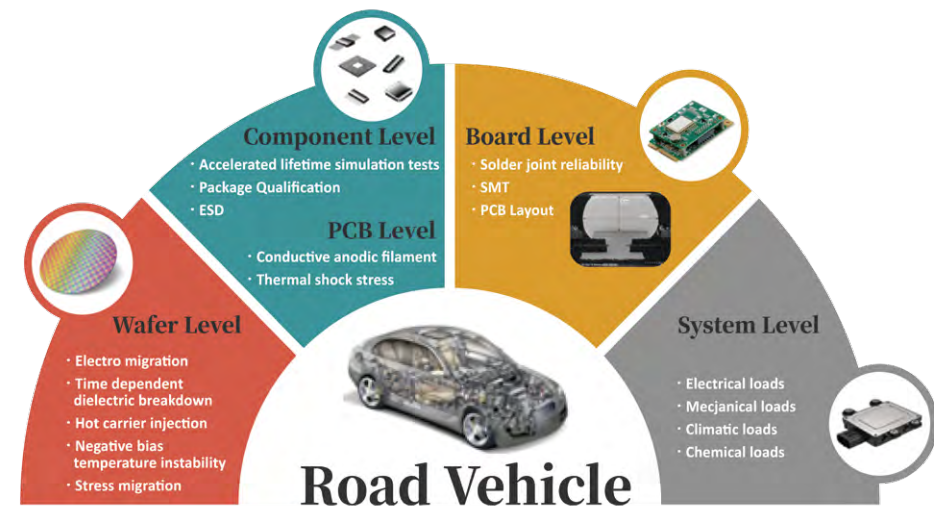 Component Level
· Accelerated lifetime simulation tests
· Package Qualification
· ESD
PCB Level
· Conductive anodic filament
· Thermal shock stress
Board Level
· Solder joint reliability
· SMT
· PCB Layout
Wafer Level
· Electro migration
· Time dependent
dielectric breakdown
· Hot carrier injection
· Negative bias
temperature instability
· Stress migration
System Level
· Electrical loads
· Mecjanical loads
· Climatic loads
· Chemical loads
Road Vehicle